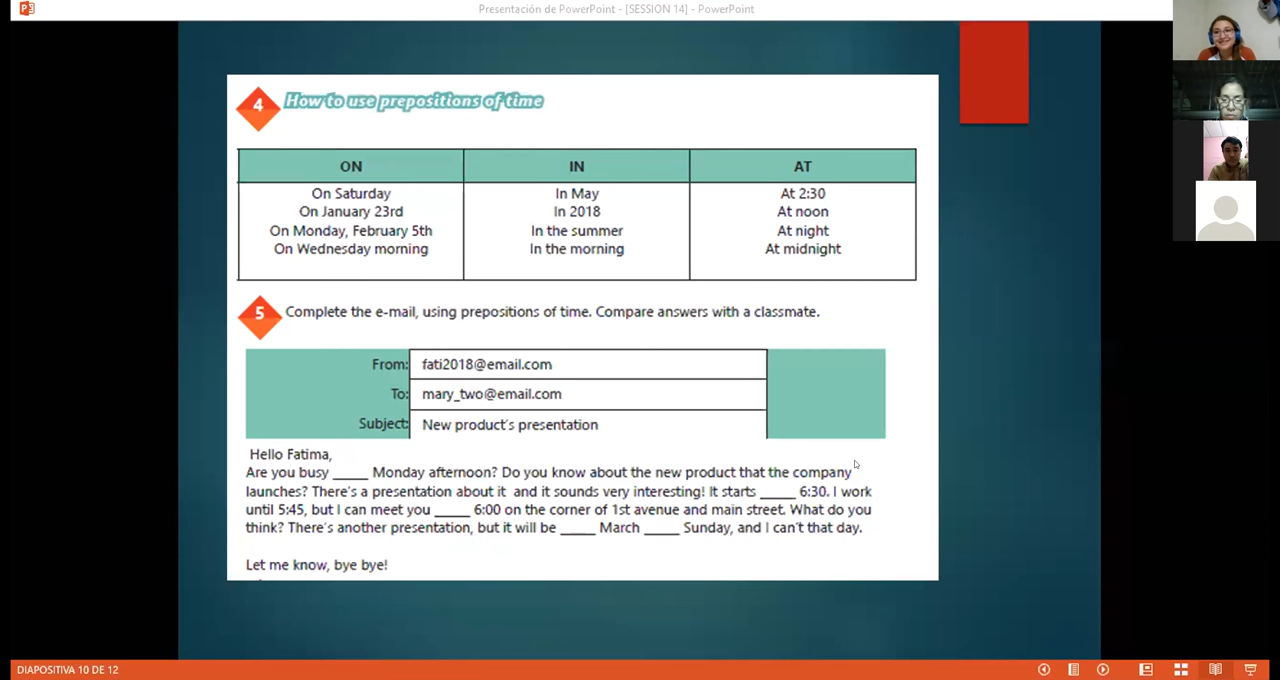 Presentación de PowerPoint - [SESSION 14] - PowerPoint
4 How to use prepositions of time
ON IN AT
On Saturday In May At 2:30
On January 23rd In 2018 At noon
On Monday, February 5th In the summer At night
On Wednesday morning In the morning At midnight
5 Complete the e-mail, using prepositions of time. Compare answers with a classmate.
From: fati2018@email.com
To: mary_two@email.com
Subject: New product's presentation
Hello Fatima,
Are you busy _____ Monday afternoon? Do you know about the new product that the company
launches? There's a presentation about it and it sounds very interesting! It starts _____ 6:30. I work
until 5:45, but I can meet you _____ 6:00 on the corner of 1st avenue and main street. What do you
think? There's another presentation, but it will be _____ March _____ Sunday, and I can't that day.
Let me know, bye bye!
DIAPOSITIVA 10 DE 12